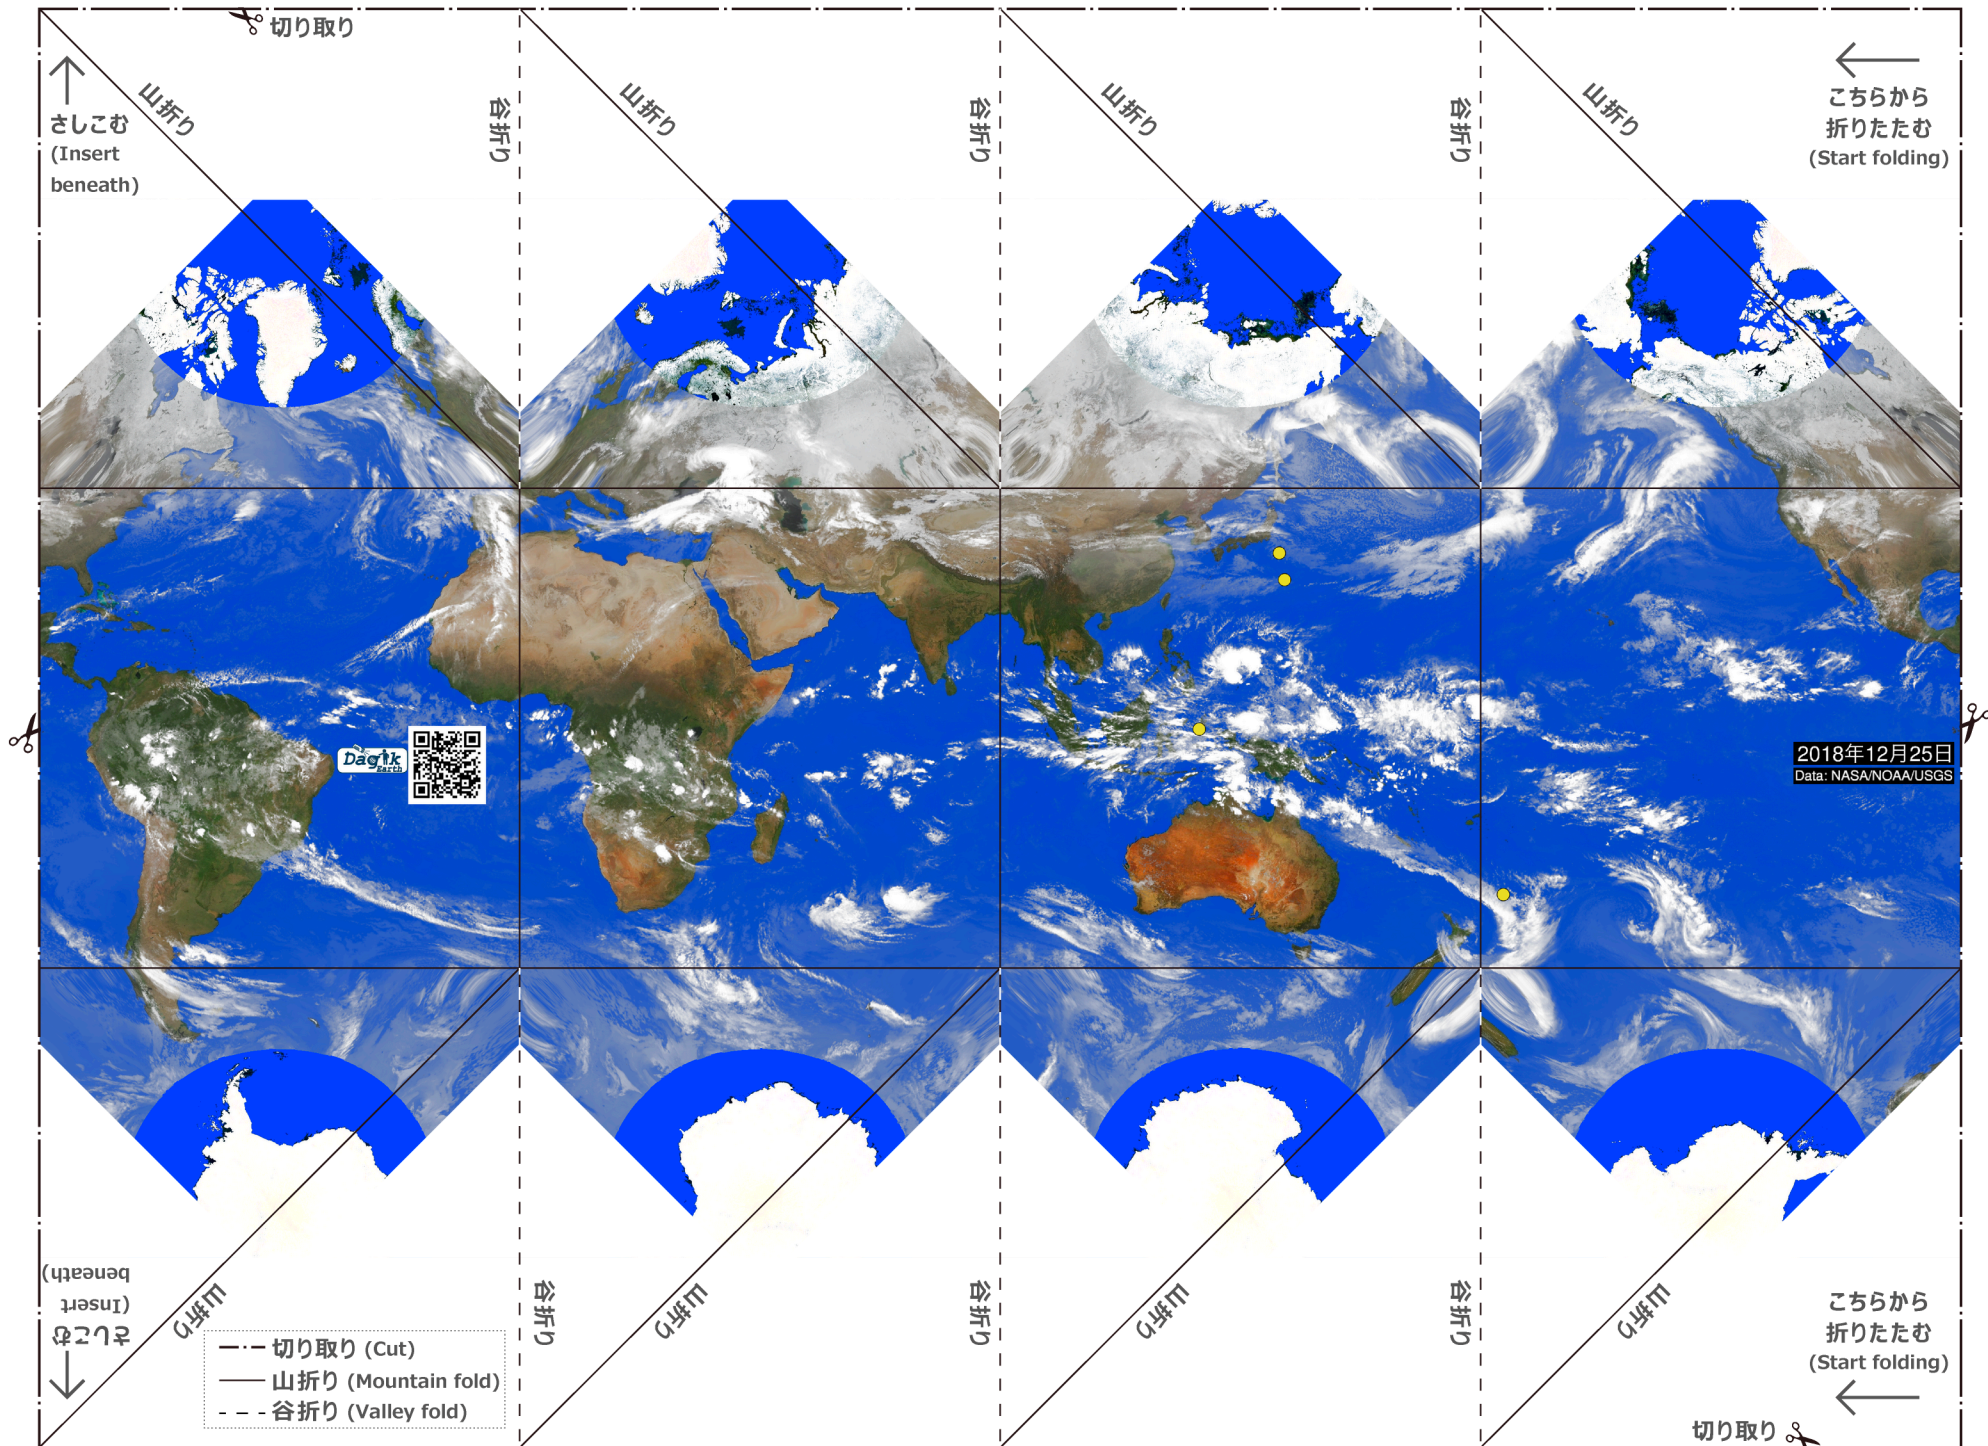 切り取り
さしこむ
(Insert
beneath)
山折り
谷折り
山折り
谷折り
山折り
谷折り
山折り
こちらから
折りたたむ
(Start folding)
Dagik
Earth
2018年12月25日
Data: NASA/NOAA/USGS
さしこむ
(Insert
beneath)
山折り
谷折り
山折り
谷折り
山折り
谷折り
山折り
こちらから
折りたたむ
(Start folding)
切り取り (Cut)
山折り (Mountain fold)
谷折り (Valley fold)
切り取り